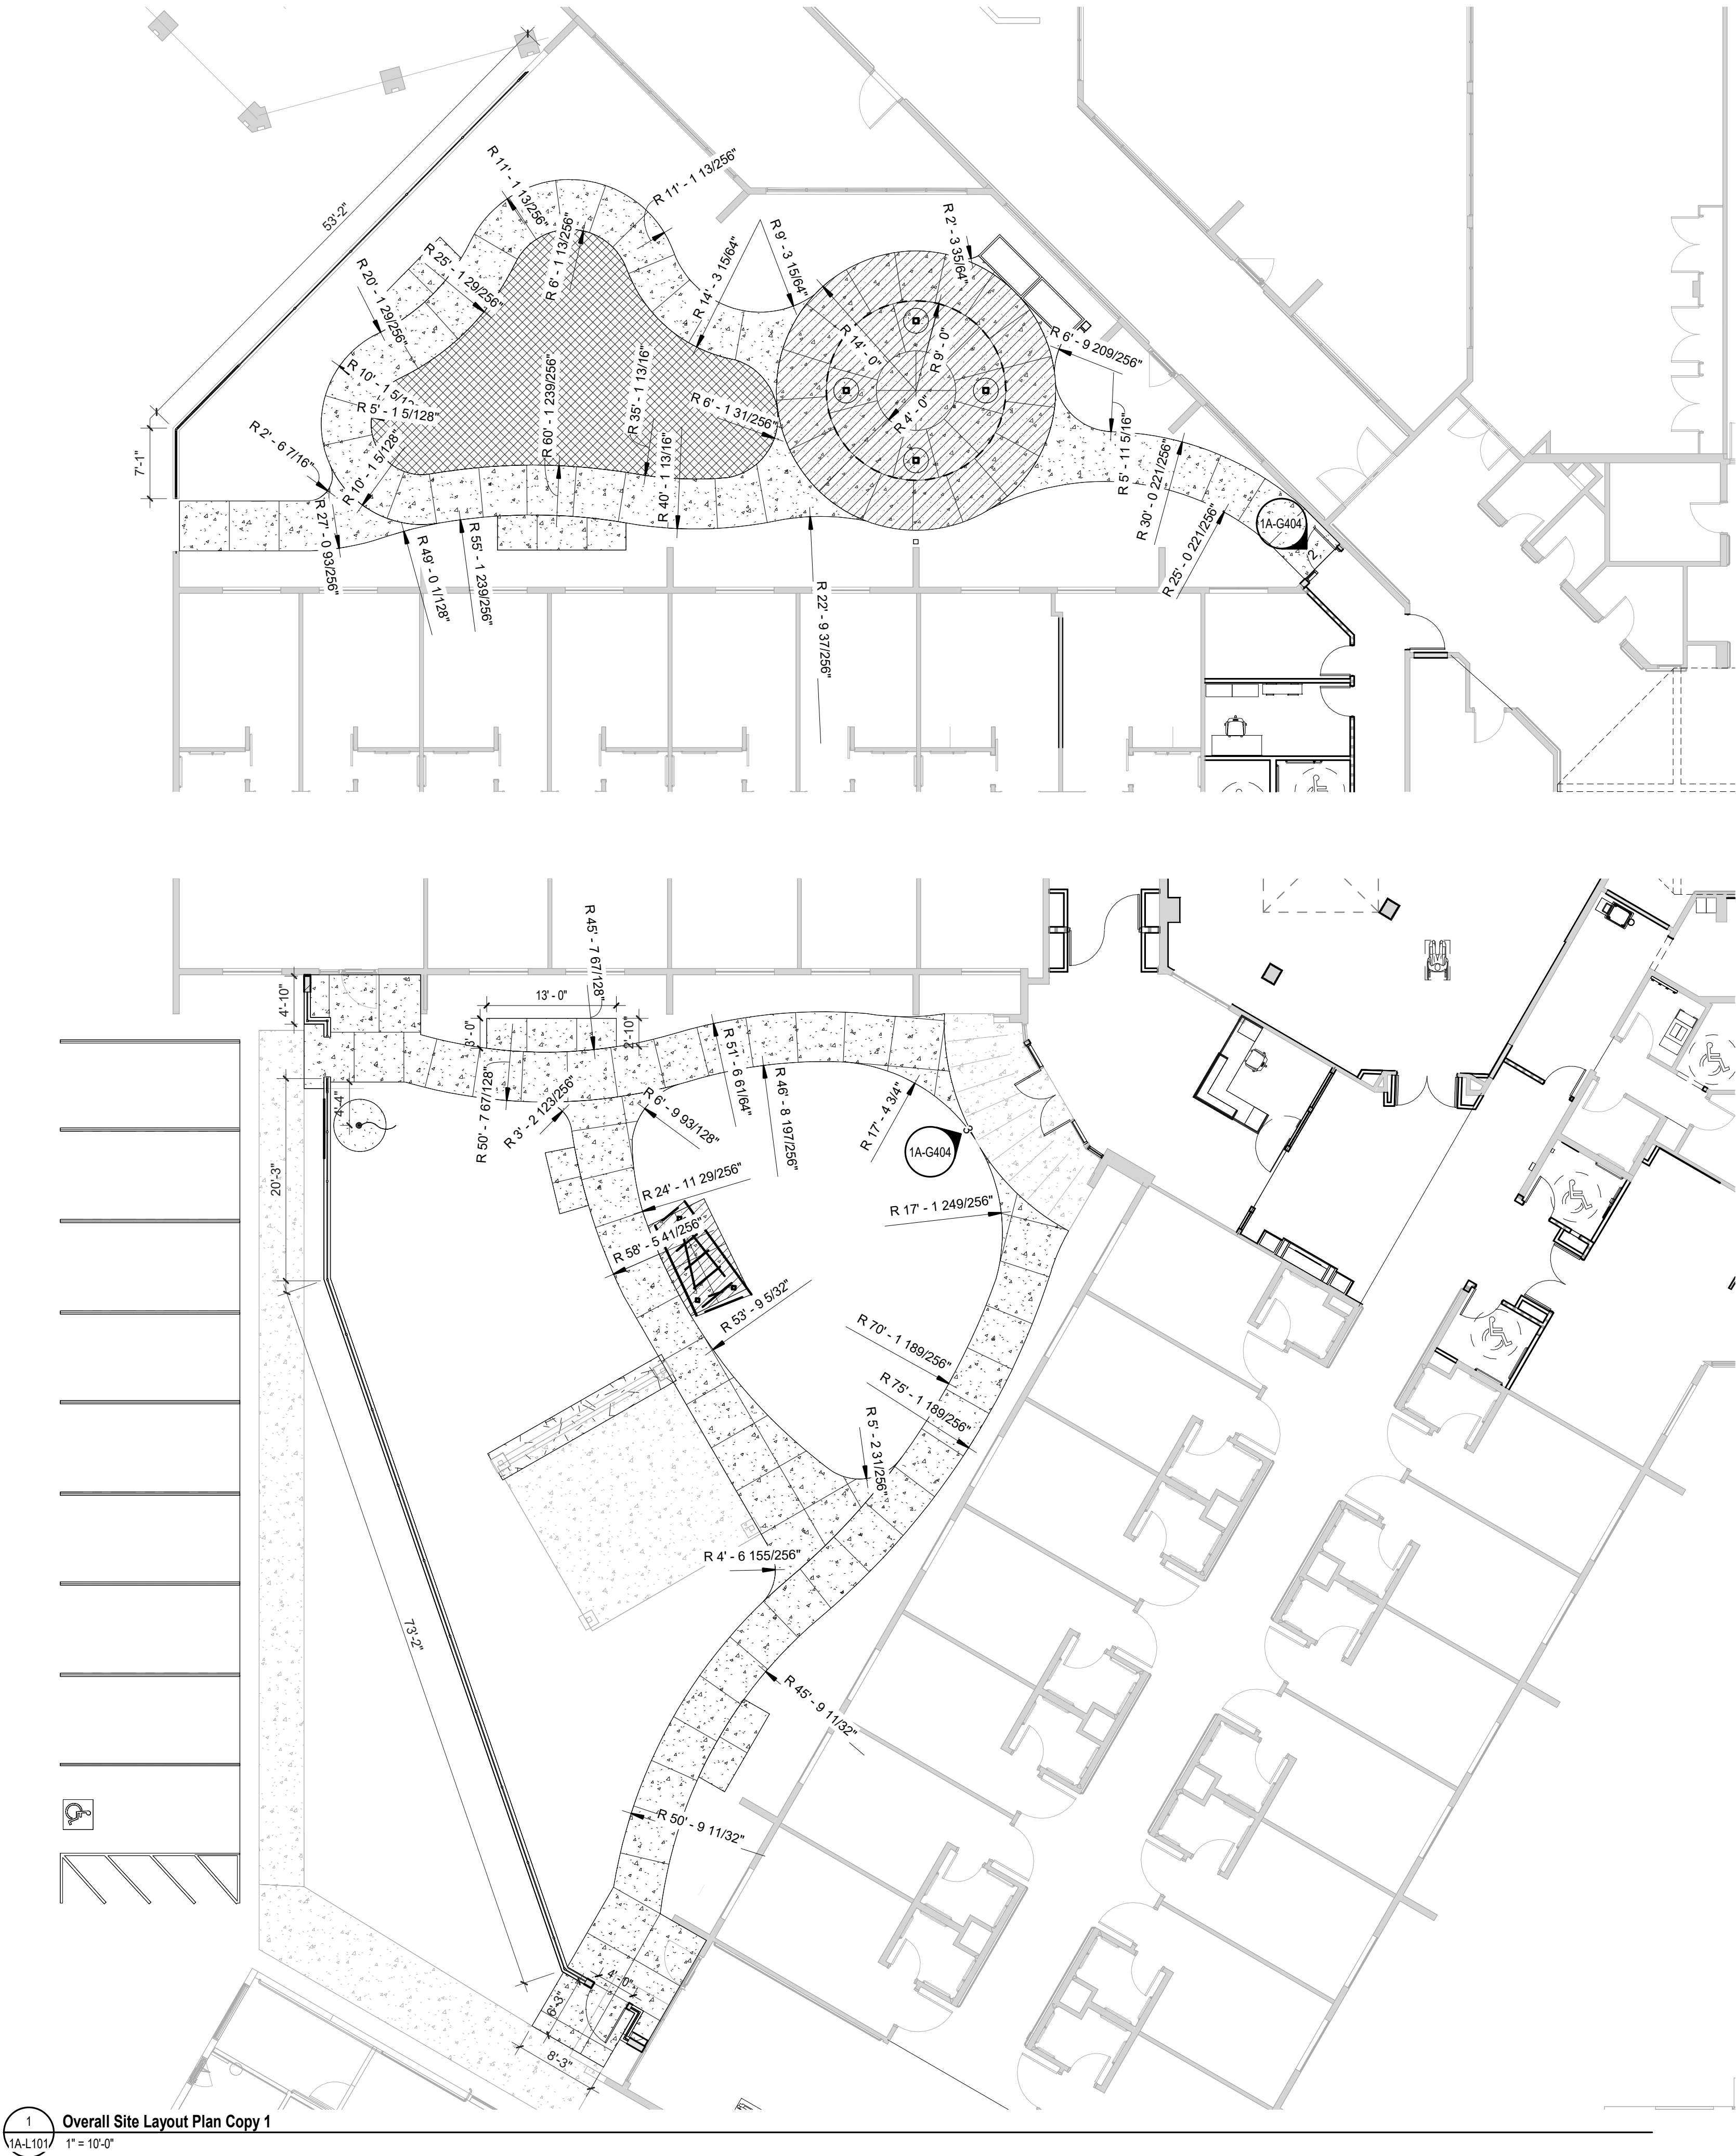 53'-2"
7'-1"
R 11' - 1 13/256"
R 11' - 1 13/256"
R 25' - 1 29/256"
R 20' - 1 29/256"
R 6' - 1 13/256"
R 14' - 3 15/64"
R 9' - 3 15/64"
R 2' - 3 35/64"
R 14' - 0"
R 9' - 0"
R 4' - 0"
R 6' - 9 209/256"
R 10' - 1 5/12
R 5' - 1 5/128"
R 10' - 1 5/128"
R 2' - 6 7/16"
R 60' - 1 239/256"
R 35' - 1 13/16"
R 6' - 1 31/256"
R 40' - 1 13/16"
R 5' - 11 5/16"
R 30' - 0 221/256"
R 25' - 0 221/256"
1A-G404
2
R 27' - 0 93/256"
R 49' - 0 1/128"
R 55' - 1 239/256"
R 22' - 9 37/256"
4'-10"
13' - 0"
3' - 0"
2'-10"
R 45' - 7 67/128"
R 50' - 7 67/128"
R 3' - 2 123/256"
R 6' - 9 93/128"
R 51' - 6 61/64"
R 46' - 8 197/256"
R 17' - 4 3/4"
1A-G404
3
4'-4"
20'-3"
R 24' - 11 29/256"
R 17' - 1 249/256"
R 58' - 5 41/256"
R 53' - 9 5/32"
R 70' - 1 189/256"
R 75' - 1 189/256"
R 5' - 2 31/256"
R 4' - 6 155/256"
73'-2"
R 45' - 9 11/32"
R 50' - 9 11/32"
4'-0"
6'-3"
8'-3"
1
1A-L101
Overall Site Layout Plan Copy 1
1" = 10'-0"